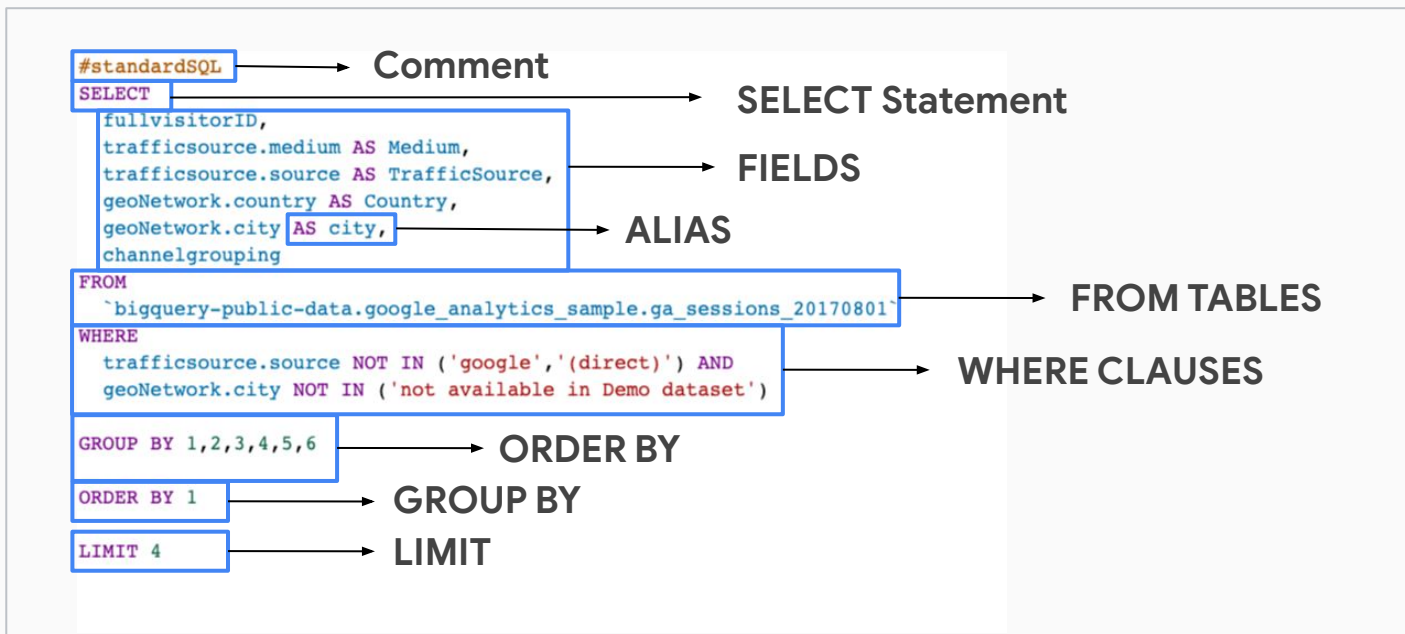 #standardSQL Comment
SELECT SELECT Statement
fullvisitorID,
trafficsource.medium AS Medium,
trafficsource.source AS TrafficSource, FIELDS
geoNetwork.country AS Country,
geoNetwork.city AS city, ALIAS
channelgrouping
FROM
`bigquery-public-data.google_analytics_sample.ga_sessions_20170801` FROM TABLES
WHERE
trafficsource.source NOT IN ('google','(direct)') AND
geoNetwork.city NOT IN ('not available in Demo dataset') WHERE CLAUSES
GROUP BY 1,2,3,4,5,6 ORDER BY
ORDER BY 1 GROUP BY
LIMIT 4 LIMIT